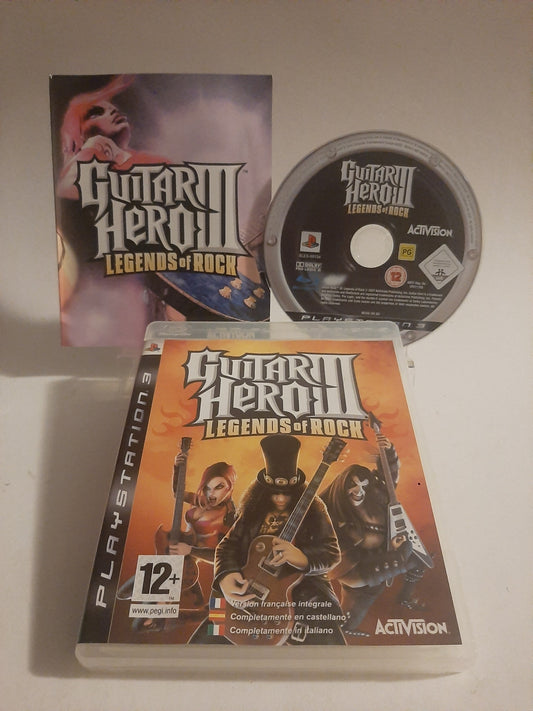 GUITAR
HERO III
LEGENDS of ROCK
GUITAR
HERO III
LEGENDS of ROCK
ACTIVISION
PG
12
DOLBY
PLAYSTATION 3
ACTIVISION
PLAYSTATION 3
GUITAR
HERO III
LEGENDS of ROCK
12+
www.pegi.info
Version française intégrale
Completamente en castellano
Completamente in italiano
ACTIVISION